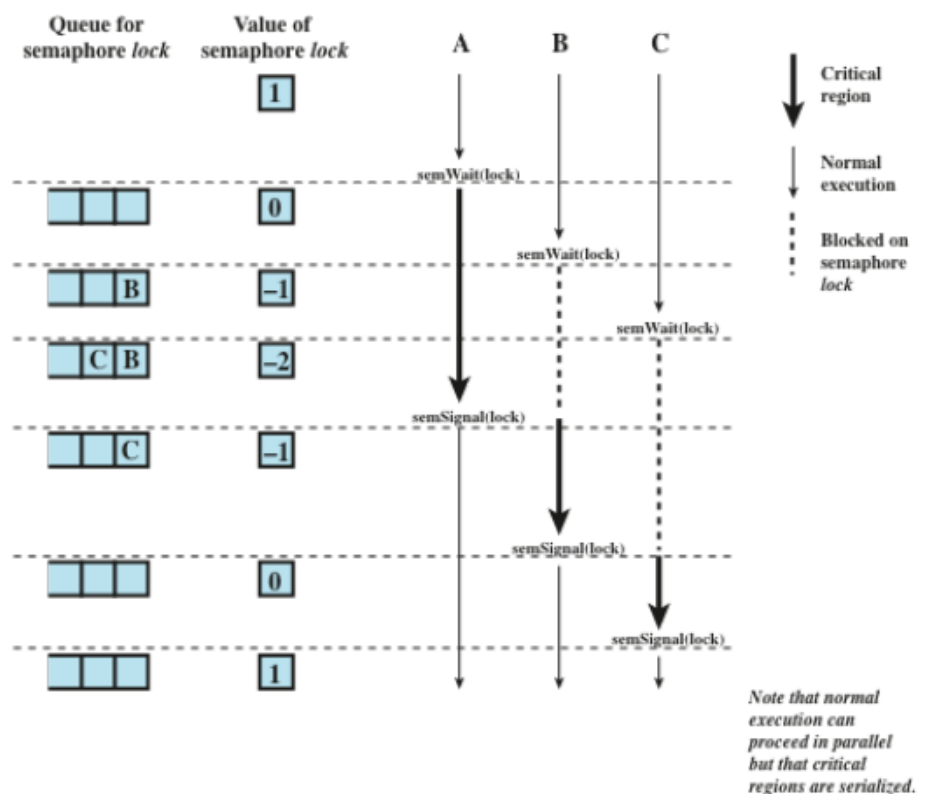 Queue for
semaphore lock
Value of
semaphore lock
A
B
C
1
Critical
region
Normal
execution
semWait(lock)
0
Blocked on
semaphore
lock
semWait(lock)
B
–1
semWait(lock)
C B
–2
semSignal(lock)
C
–1
semSignal(lock)
0
semSignal(lock)
1
Note that normal
execution can
proceed in parallel
but that critical
regions are serialized.